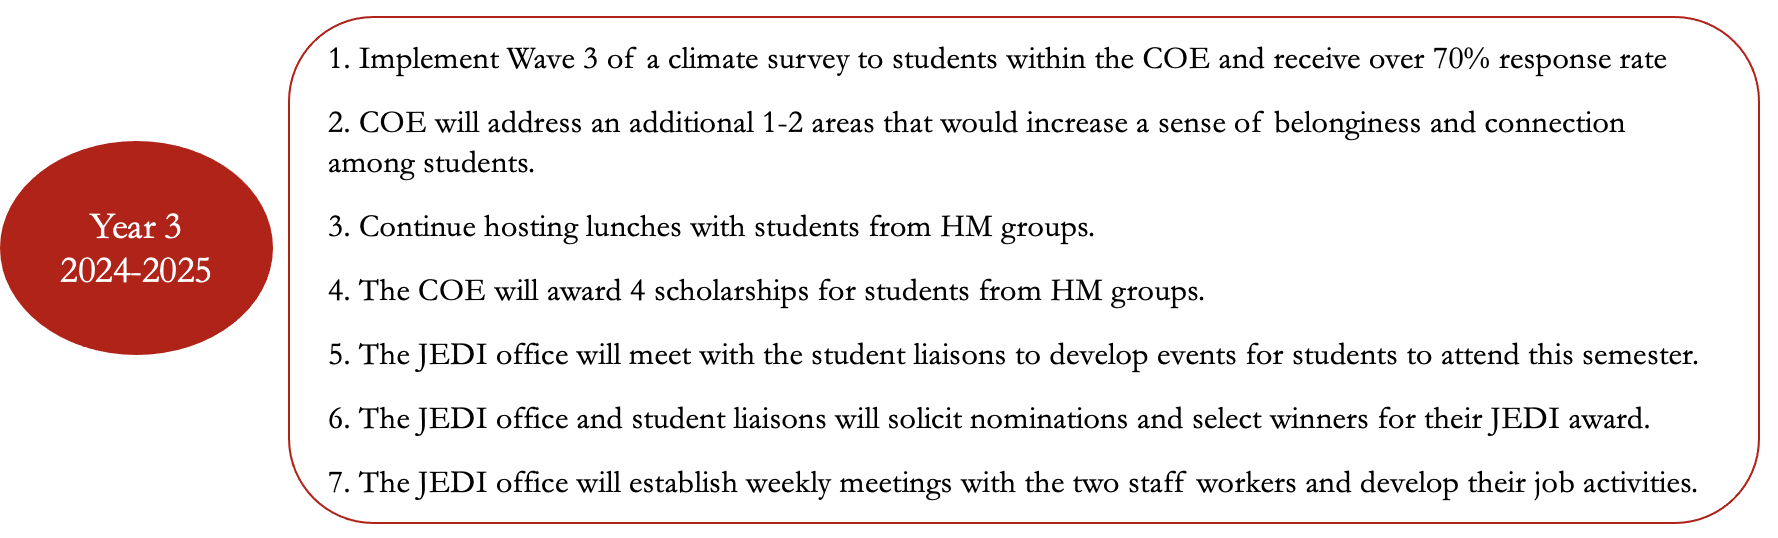 Year 3
2024-2025
1. Implement Wave 3 of a climate survey to students within the COE and receive over 70% response rate
2. COE will address an additional 1-2 areas that would increase a sense of belonginess and connection
among students.
3. Continue hosting lunches with students from HM groups.
4. The COE will award 4 scholarships for students from HM groups.
5. The JEDI office will meet with the student liaisons to develop events for students to attend this semester.
6. The JEDI office and student liaisons will solicit nominations and select winners for their JEDI award.
7. The JEDI office will establish weekly meetings with the two staff workers and develop their job activities.